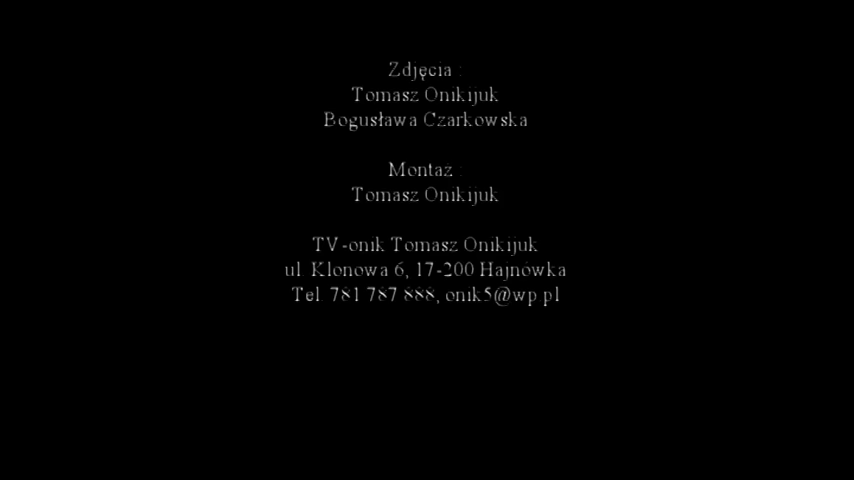 Zdjęcia :
Tomasz Onikijuk
Bogusława Czarkowska
Montaż :
Tomasz Onikijuk
TV-onik Tomasz Onikijuk
ul. Klonowa 6, 17-200 Hajnówka
Tel. 781 787 888, onik5@wp.pl